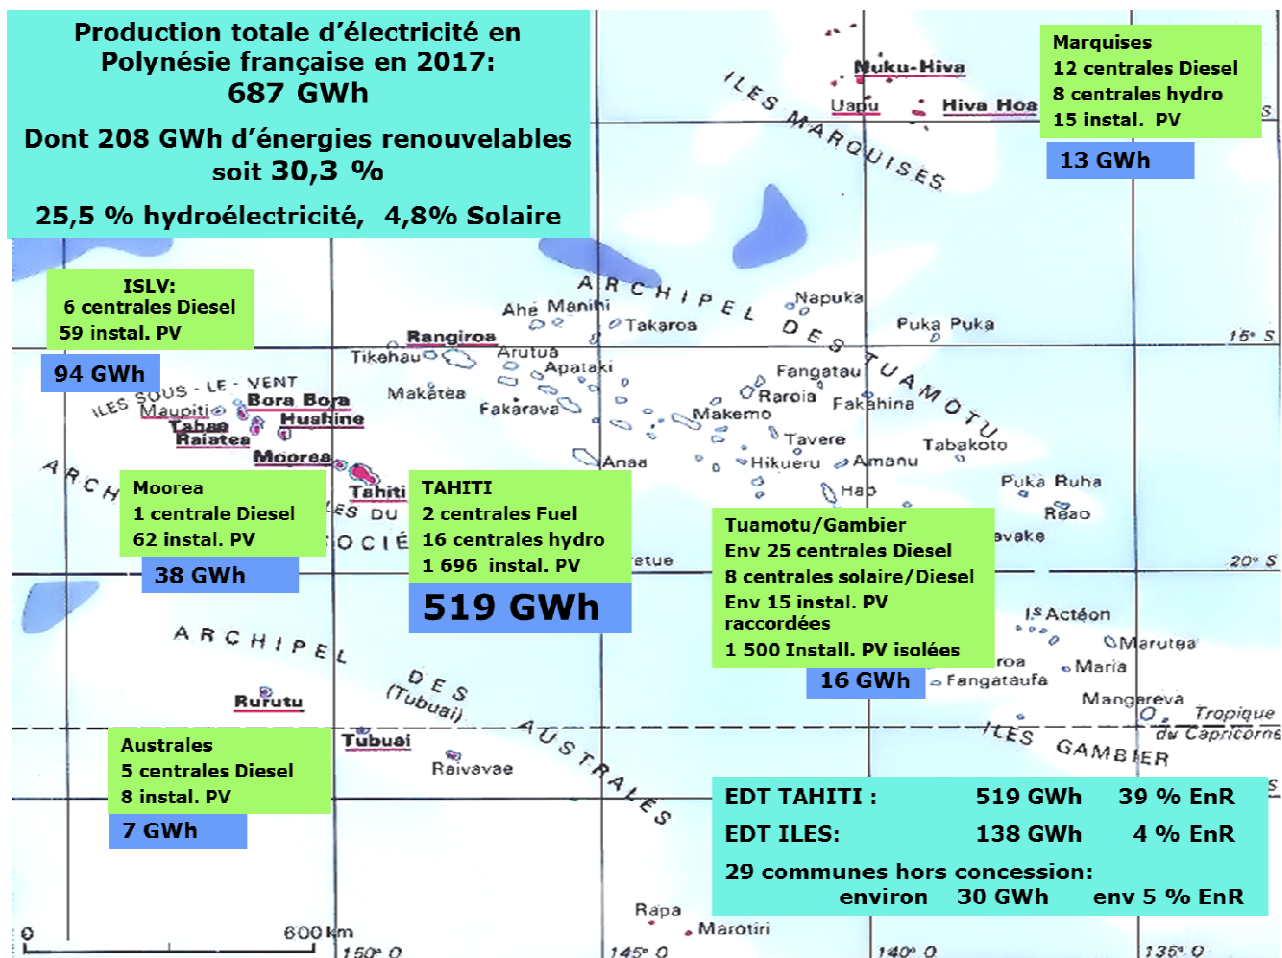 Production totale d'électricité en
Polynésie française en 2017:
687 GWh
Dont 208 GWh d'énergies renouvelables
soit 30,3 %
25,5 % hydroélectricité, 4,8% Solaire
Marquises
12 centrales Diesel
8 centrales hydro
15 instal. PV
13 GWh
Nuku-Hiva
Uapu
Hiva Hoa
ILES MARQUISES
S
ISLV:
6 centrales Diesel
59 instal. PV
94 GWh
ARCHIPEL DES TUAMOTU
Napuka
Ahé
Manihi
Takaroa
Puka Puka
15° S
Rangiroa
Tikehau
Arutua
Apataki
Fangatau
Makatea
Raroia
Fakahina
Fakarava
Makemo
ILES SOUS-LE-VENT
Bora Bora
Maupiti
Huahine
Tahaa
Raiatea
Tavere
Tabakoto
Moorea
Anaa
Hikueru
Amanu
Tahiti
Hao
Puka Ruha
Reao
ARCH
LES DU
SOCIÉ
Moorea
1 centrale Diesel
62 instal. PV
38 GWh
TAHITI
2 centrales Fuel
16 centrales hydro
1 696 instal. PV
519 GWh
etue
avake
20° S
Tuamotu/Gambier
Env 25 centrales Diesel
8 centrales solaire/Diesel
Env 15 instal. PV
raccordées
1 500 Install. PV isolées
16 GWh
Iˢ Actéon
Marutea
roa
Maria
Fangataufa
Mangareva
Tropique
du Capricorne
ILES GAMBIER
ARCHIPEL DES AUSTRALES
(Tubuai)
Rurutu
Tubuai
Raivavae
Australes
5 centrales Diesel
8 instal. PV
7 GWh
S
EDT TAHITI : 519 GWh 39 % EnR
EDT ILES: 138 GWh 4 % EnR
29 communes hors concession:
environ 30 GWh env 5 % EnR
Rapa
Marotiri
0 600 km
150° O
145° O
140° O
135° O